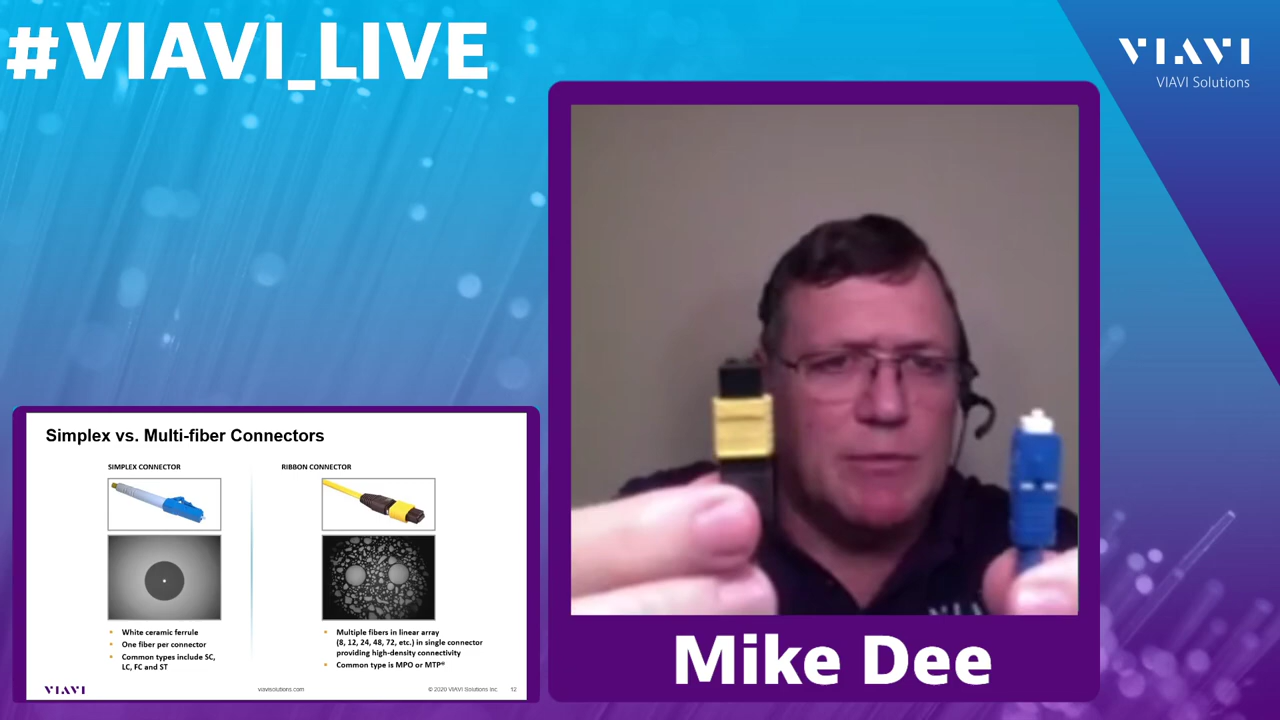 #VIAVI_LIVE
VIAVI
VIAVI Solutions
Simplex vs. Multi-fiber Connectors
SIMPLEX CONNECTOR
RIBBON CONNECTOR
• White ceramic ferrule
• One fiber per connector
• Common types include SC,
LC, FC and ST
• Multiple fibers in linear array
(8, 12, 24, 48, 72, etc.) in single connector
providing high-density connectivity
• Common type is MPO or MTP®
VIAVI
viavisolutions.com
© 2020 VIAVI Solutions Inc
12
Mike Dee